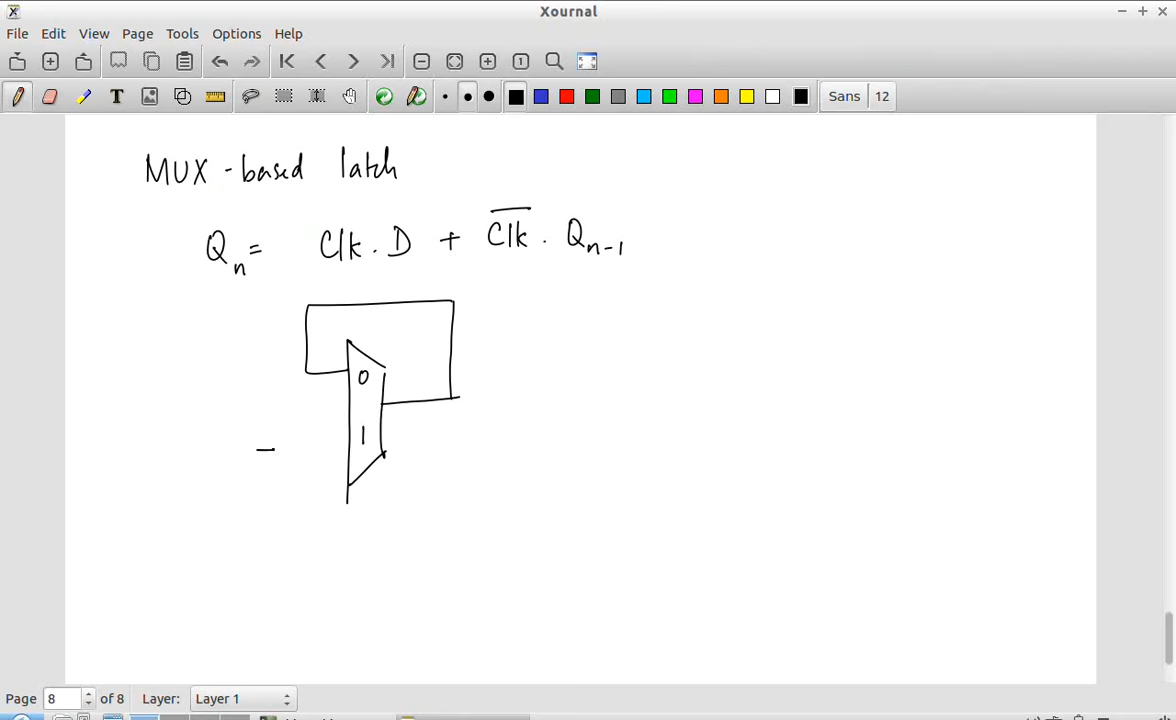 Xournal
File Edit View Page Tools Options Help
Sans 12
MUX-based latch
Qn = Clk . D + C̅l̅k̅ . Qn-1
0
1
Page 8 of 8 Layer: Layer 1